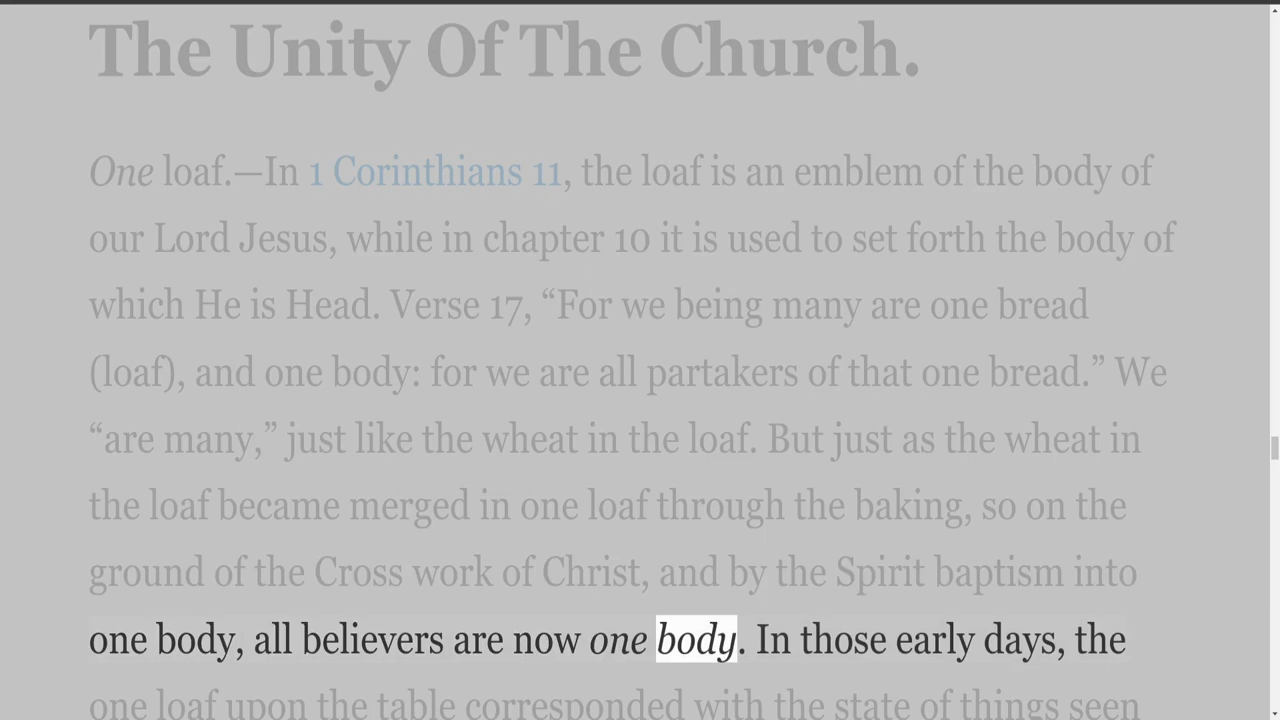 The Unity Of The Church.
One loaf.—In 1 Corinthians 11, the loaf is an emblem of the body of
our Lord Jesus, while in chapter 10 it is used to set forth the body of
which He is Head. Verse 17, “For we being many are one bread
(loaf), and one body: for we are all partakers of that one bread.” We
“are many,” just like the wheat in the loaf. But just as the wheat in
the loaf became merged in one loaf through the baking, so on the
ground of the Cross work of Christ, and by the Spirit baptism into
one body, all believers are now one body. In those early days, the
one loaf upon the table corresponded with the state of things seen